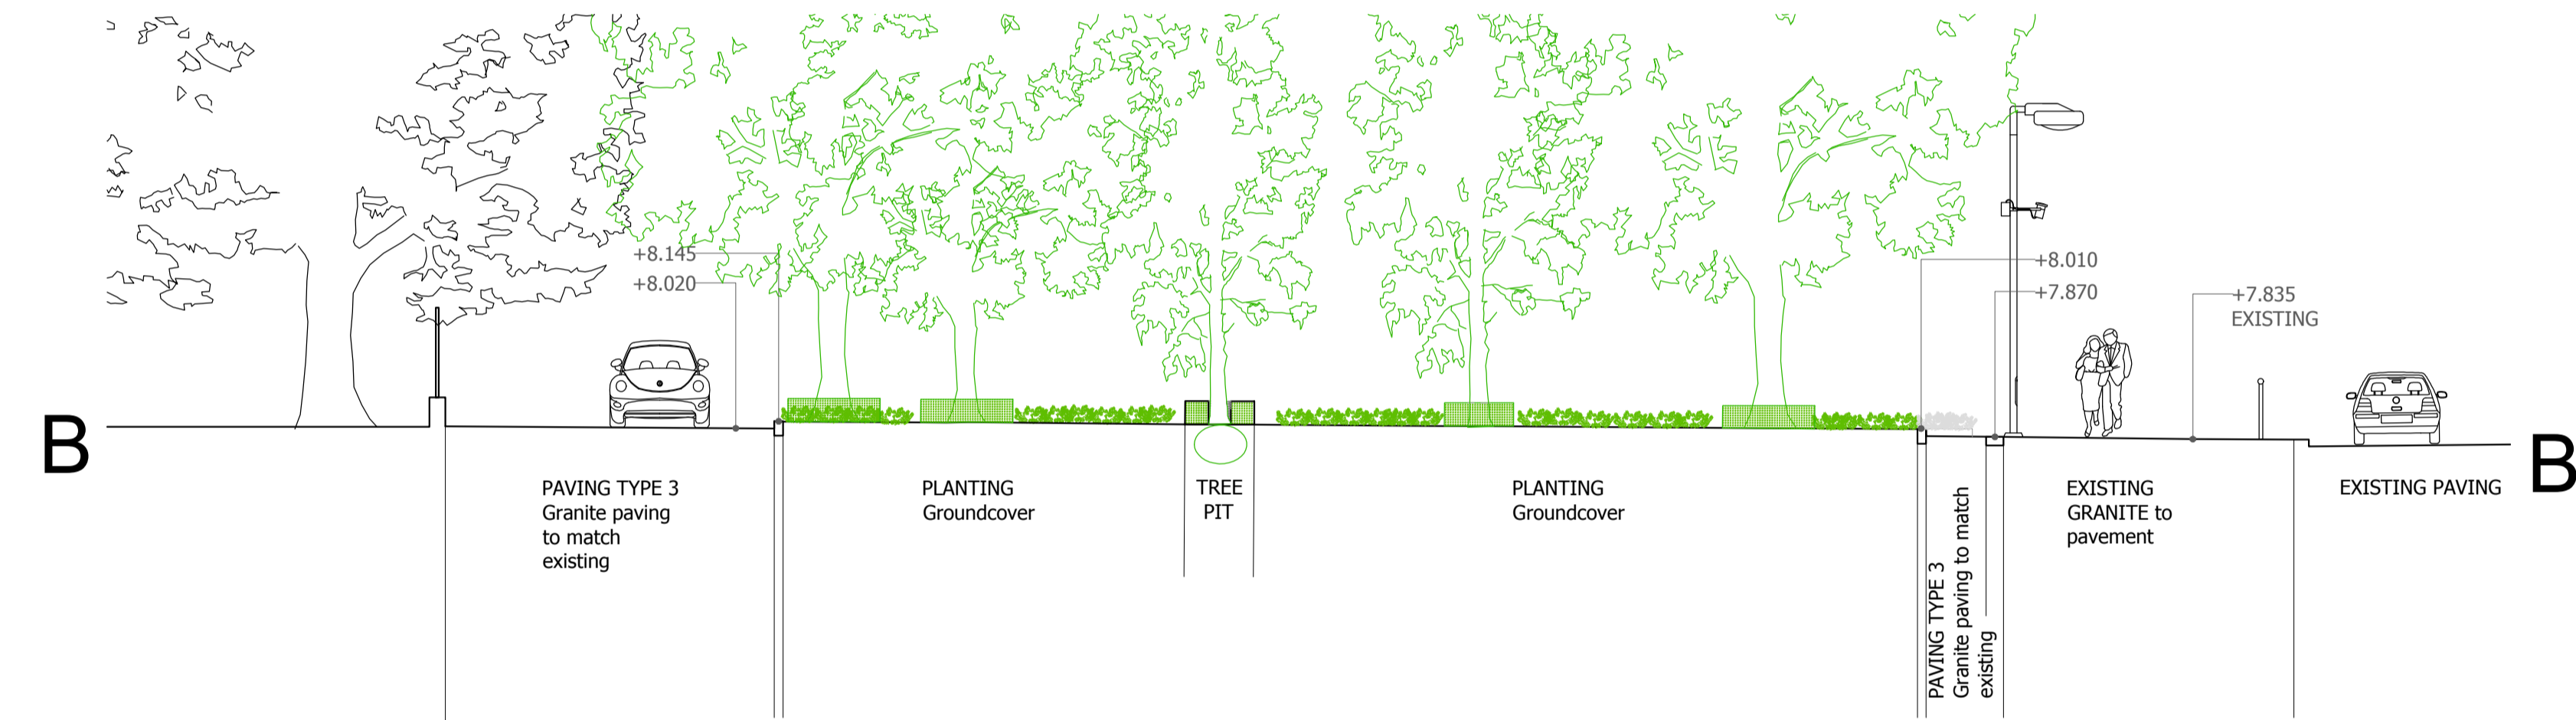 +8.145
+8.020
+8.010
+7.870
+7.835
EXISTING
B
B
PAVING TYPE 3
Granite paving
to match
existing
PLANTING
Groundcover
TREE
PIT
PLANTING
Groundcover
PAVING TYPE 3
Granite paving to match
existing
EXISTING
GRANITE to
pavement
EXISTING PAVING